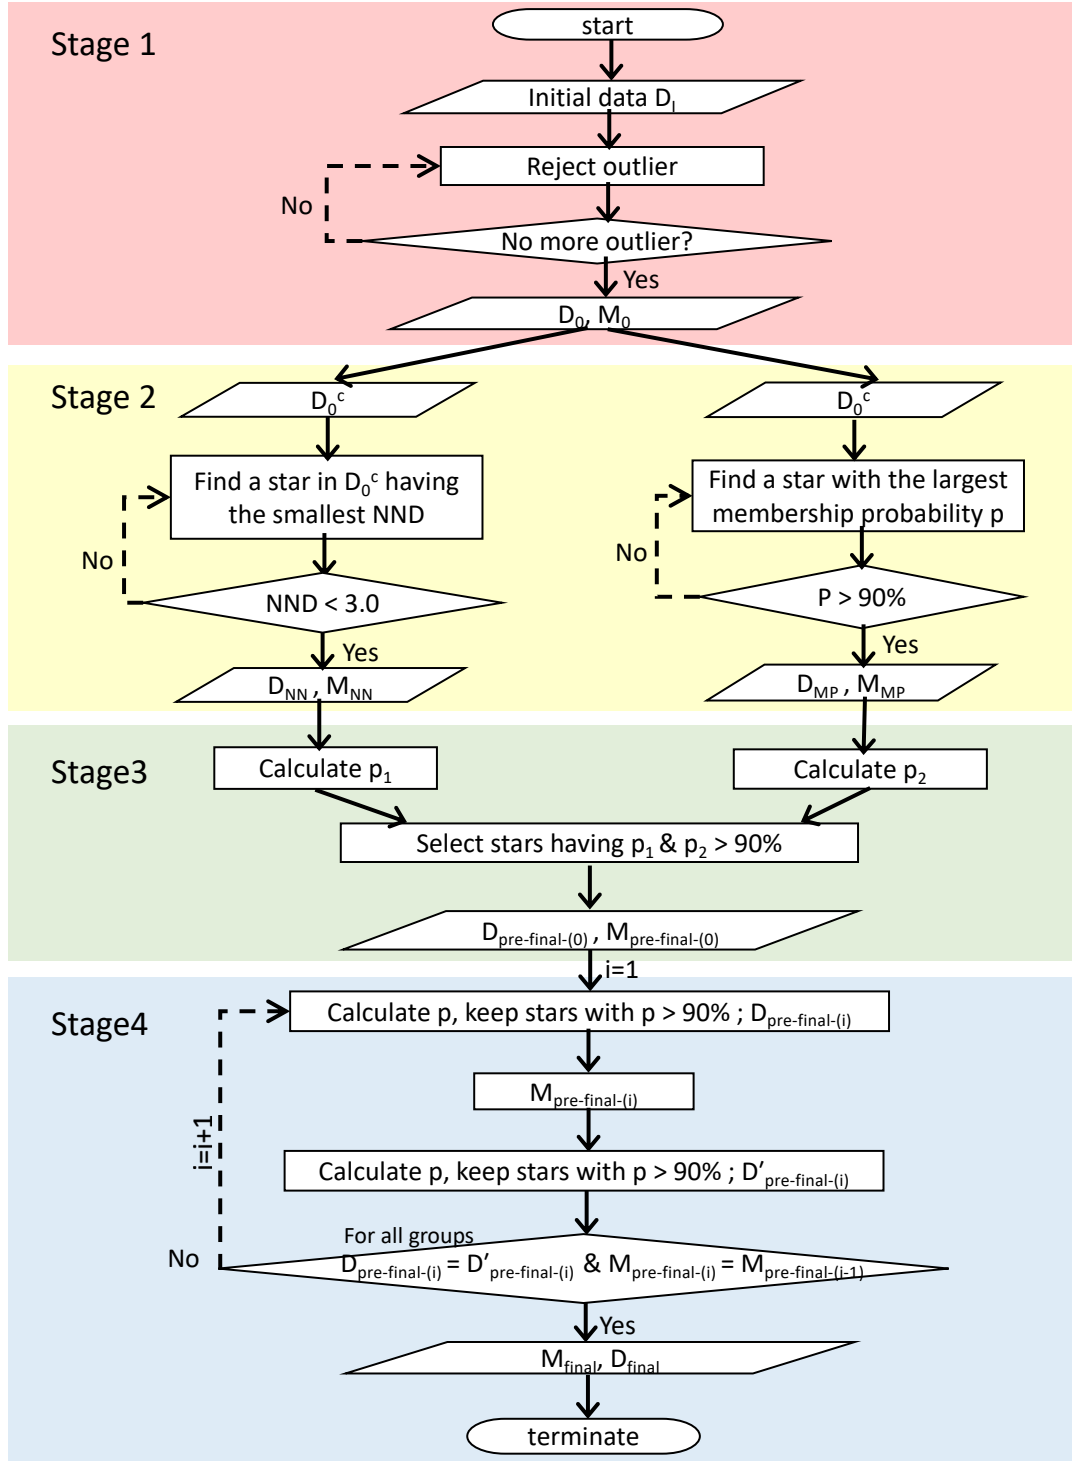 Stage 1
start
Initial data D_I
Reject outlier
No
No more outlier?
Yes
D_0, M_0
Stage 2
D_0^c
Find a star in D_0^c having
the smallest NND
No
NND < 3.0
Yes
D_NN , M_NN
D_0^c
Find a star with the largest
membership probability p
No
P > 90%
Yes
D_MP , M_MP
Stage3
Calculate p_1
Calculate p_2
Select stars having p_1 & p_2 > 90%
D_pre-final-(0) , M_pre-final-(0)
i=1
Stage4
Calculate p, keep stars with p > 90% ; D_pre-final-(i)
M_pre-final-(i)
i=i+1
Calculate p, keep stars with p > 90% ; D′_pre-final-(i)
For all groups
No
D_pre-final-(i) = D′_pre-final-(i) & M_pre-final-(i) = M_pre-final-(i-1)
Yes
M_final, D_final
terminate